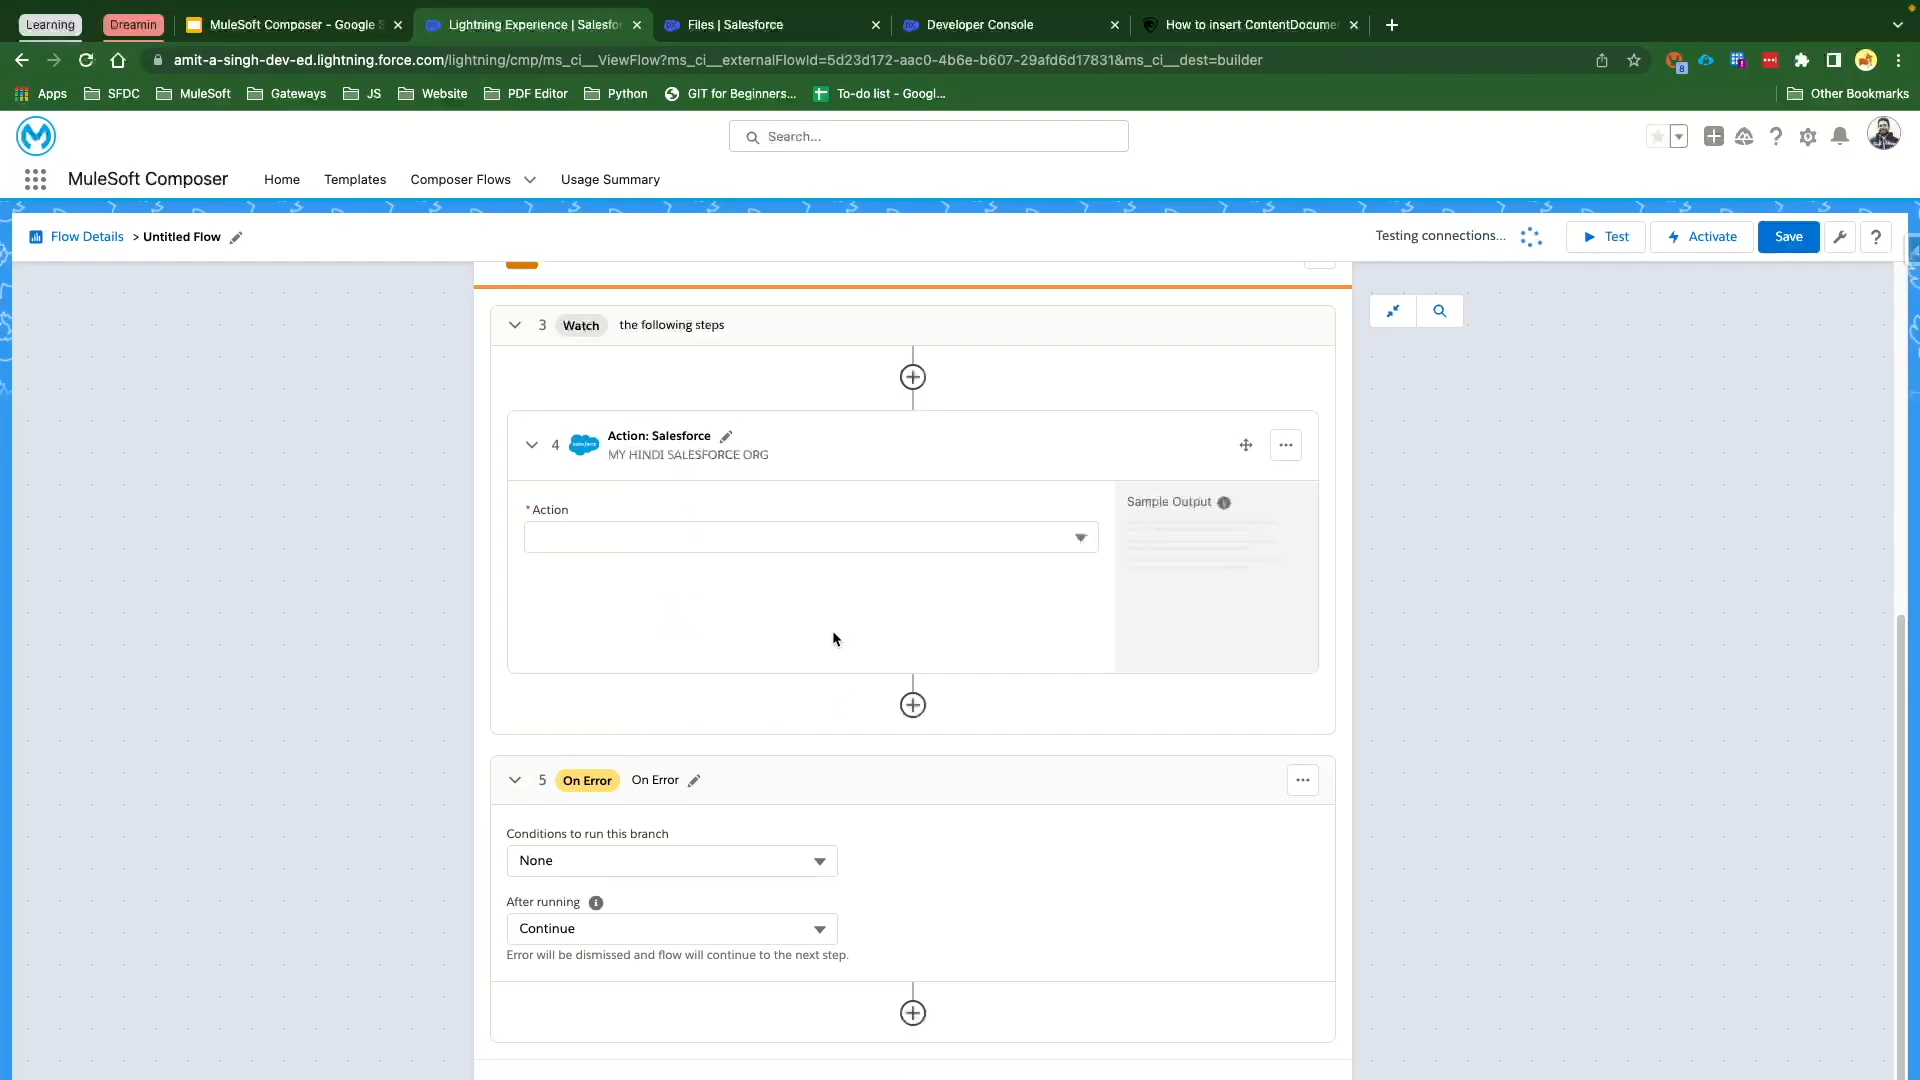 Learning
Dreamin
MuleSoft Composer - Google S
Lightning Experience | Salesfo
Files | Salesforce
Developer Console
How to insert ContentDocume
amit-a-singh-dev-ed.lightning.force.com/lightning/cmp/ms_ci__ViewFlow?ms_ci__externalFlowId=5d23d172-aac0-4b6e-b607-29afd6d17831&ms_ci__dest=builder
8
Apps
SFDC
MuleSoft
Gateways
JS
Website
PDF Editor
Python
GIT for Beginners...
To-do list - Googl...
Other Bookmarks
Search...
MuleSoft Composer
Home
Templates
Composer Flows
Usage Summary
Flow Details > Untitled Flow
Testing connections...
Test
Activate
Save
?
3 Watch the following steps
4 Action: Salesforce
MY HINDI SALESFORCE ORG
* Action
Sample Output
5 On Error On Error
Conditions to run this branch
None
After running
Continue
Error will be dismissed and flow will continue to the next step.